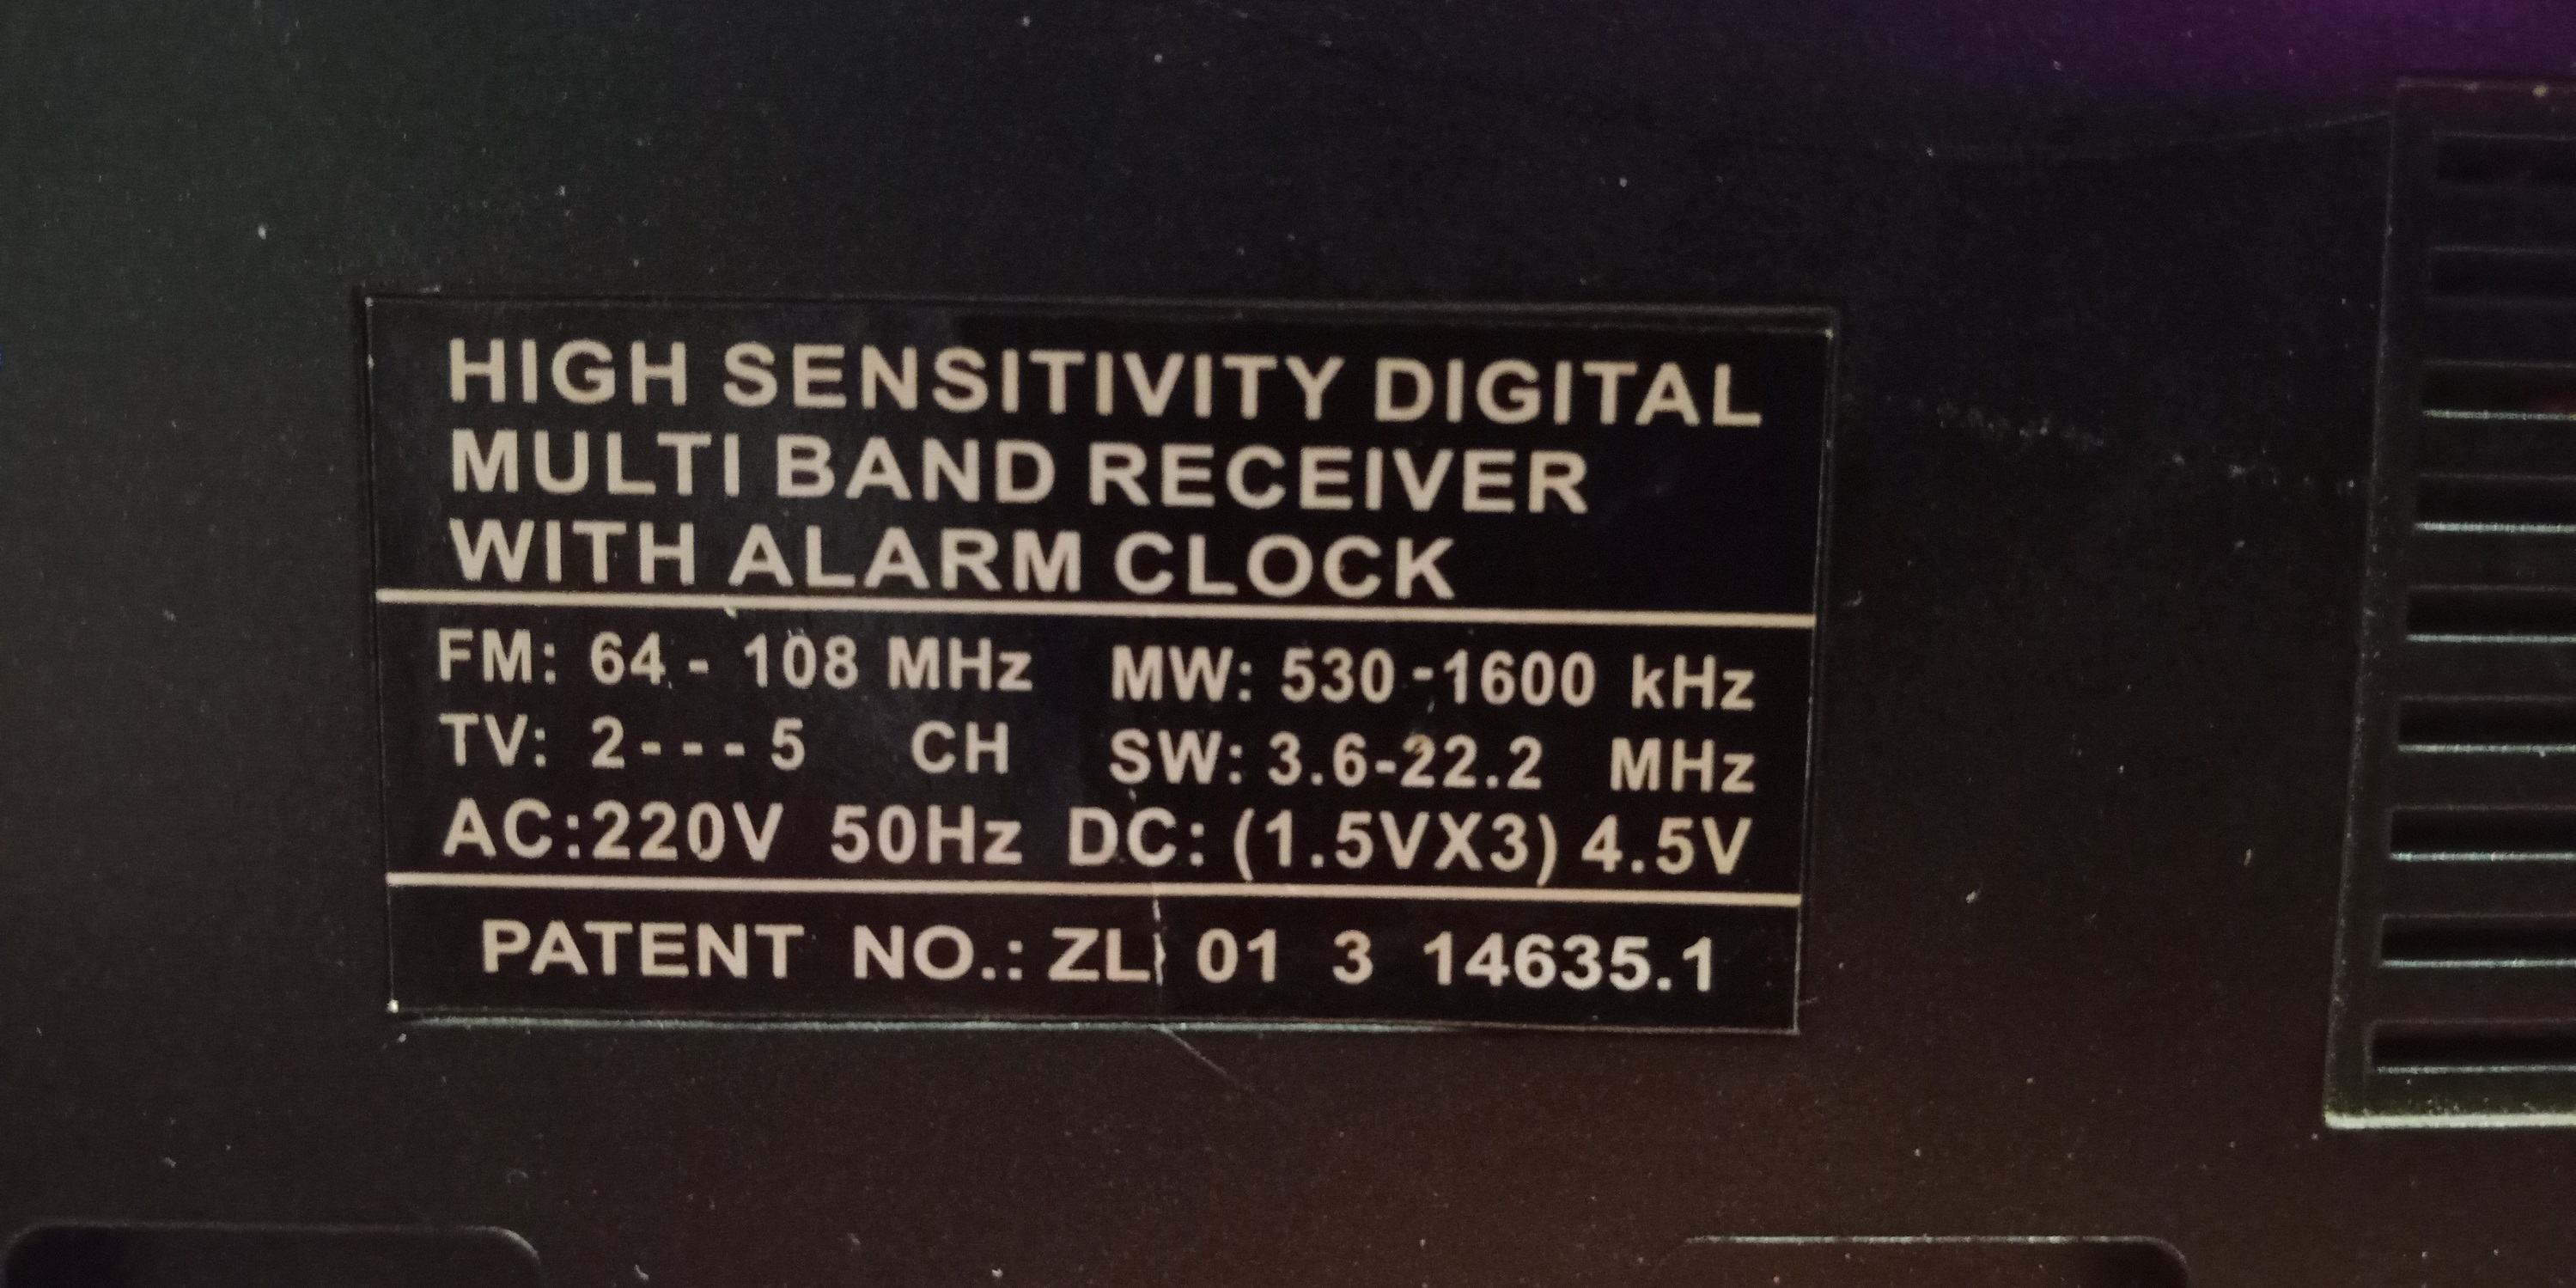 HIGH SENSITIVITY DIGITAL
MULTI BAND RECEIVER
WITH ALARM CLOCK
FM: 64 - 108 MHz MW: 530 -1600 kHz
TV: 2 - - - 5 CH SW: 3.6-22.2 MHz
AC:220V 50Hz DC: (1.5VX3) 4.5V
PATENT NO.: ZL 01 3 14635.1